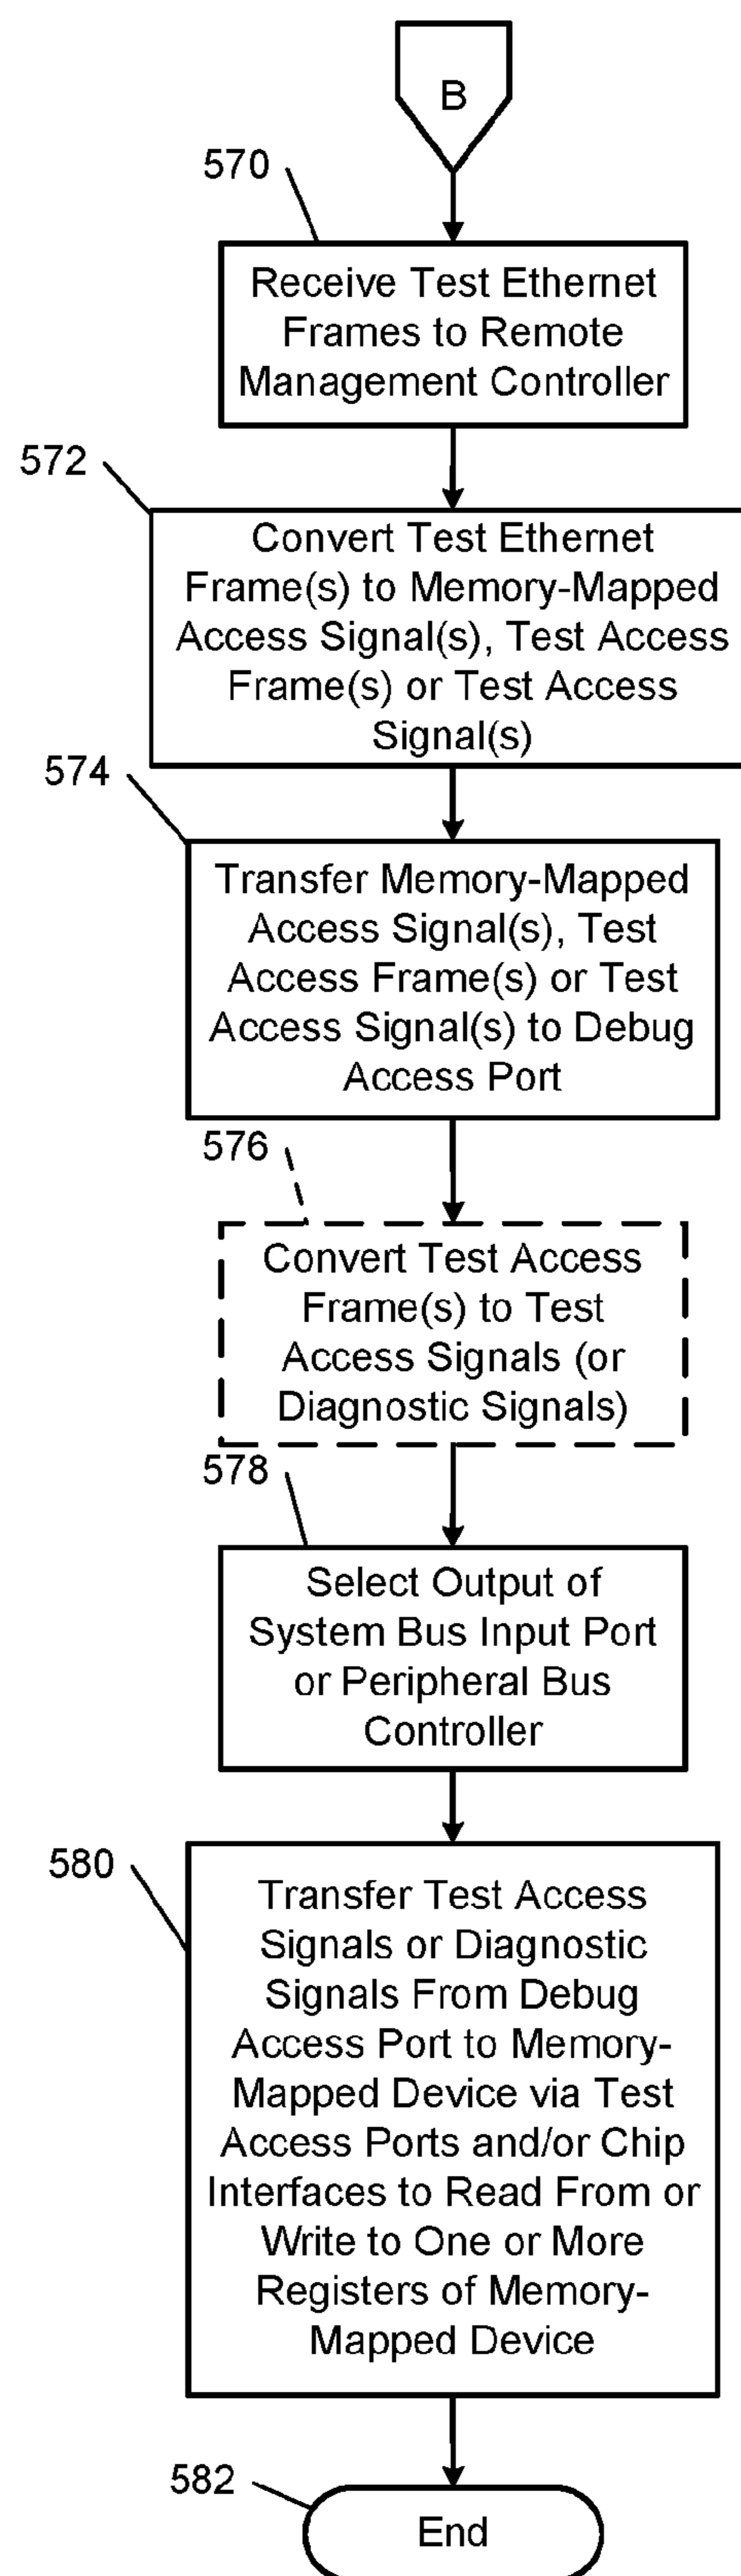 B
570
Receive Test Ethernet
Frames to Remote
Management Controller
572
Convert Test Ethernet
Frame(s) to Memory-Mapped
Access Signal(s), Test Access
Frame(s) or Test Access
Signal(s)
574
Transfer Memory-Mapped
Access Signal(s), Test
Access Frame(s) or Test
Access Signal(s) to Debug
Access Port
576
Convert Test Access
Frame(s) to Test
Access Signals (or
Diagnostic Signals)
578
Select Output of
System Bus Input Port
or Peripheral Bus
Controller
580
Transfer Test Access
Signals or Diagnostic
Signals From Debug
Access Port to Memory-
Mapped Device via Test
Access Ports and/or Chip
Interfaces to Read From or
Write to One or More
Registers of Memory-
Mapped Device
582
End